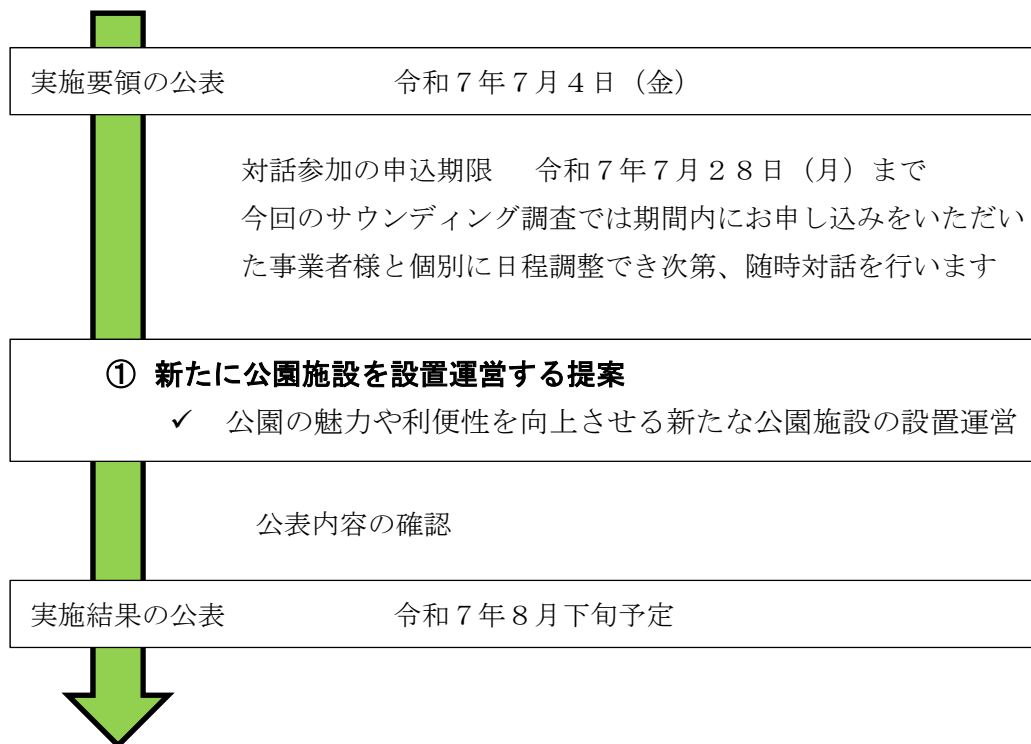 実施要領の公表　　　　　　令和７年７月４日（金）
対話参加の申込期限　令和７年７月２８日（月）まで
今回のサウンディング調査では期間内にお申し込みをいただい
た事業者様と個別に日程調整でき次第、随時対話を行います
① 新たに公園施設を設置運営する提案
✓ 公園の魅力や利便性を向上させる新たな公園施設の設置運営
公表内容の確認
実施結果の公表　　　　　　令和７年８月下旬予定